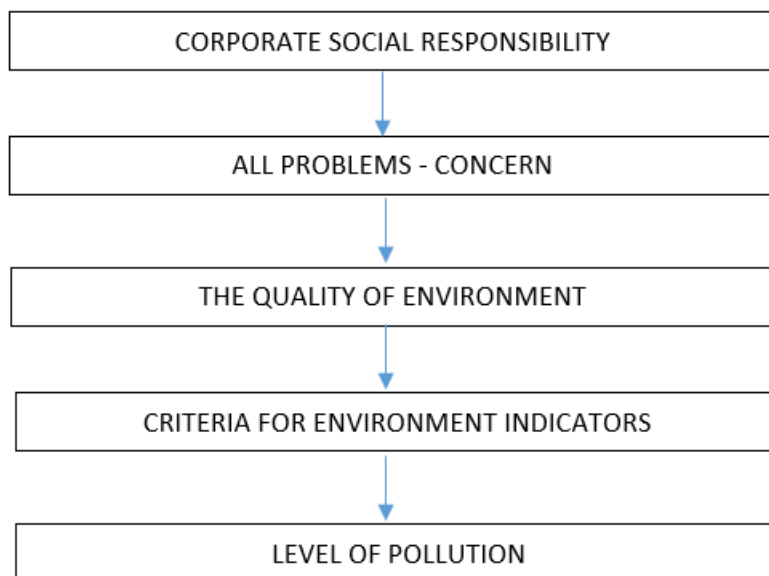 CORPORATE SOCIAL RESPONSIBILITY
ALL PROBLEMS - CONCERN
THE QUALITY OF ENVIRONMENT
CRITERIA FOR ENVIRONMENT INDICATORS
LEVEL OF POLLUTION